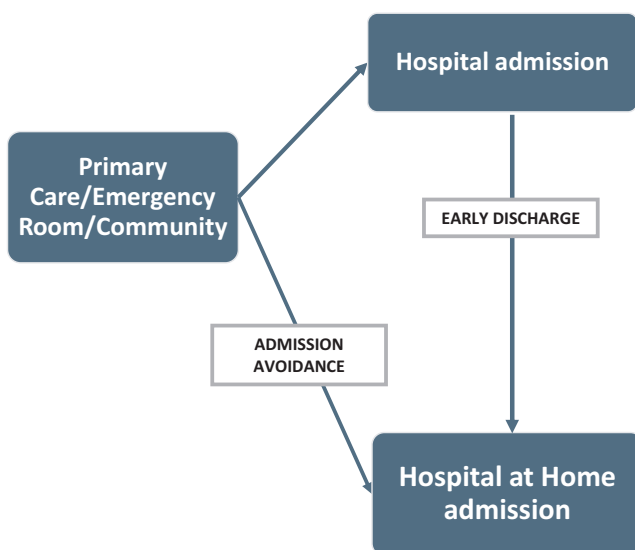 Hospital admission
Primary
Care/Emergency
Room/Community
EARLY DISCHARGE
ADMISSION
AVOIDANCE
Hospital at Home
admission